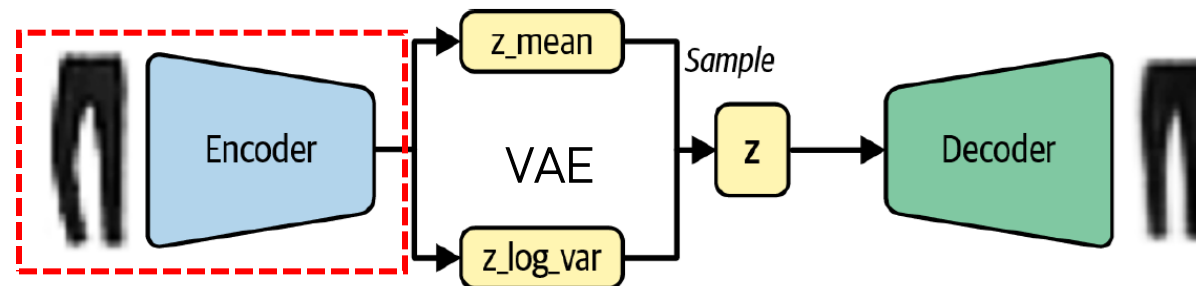 z_mean
Sample
Encoder
VAE
z
Decoder
z_log_var